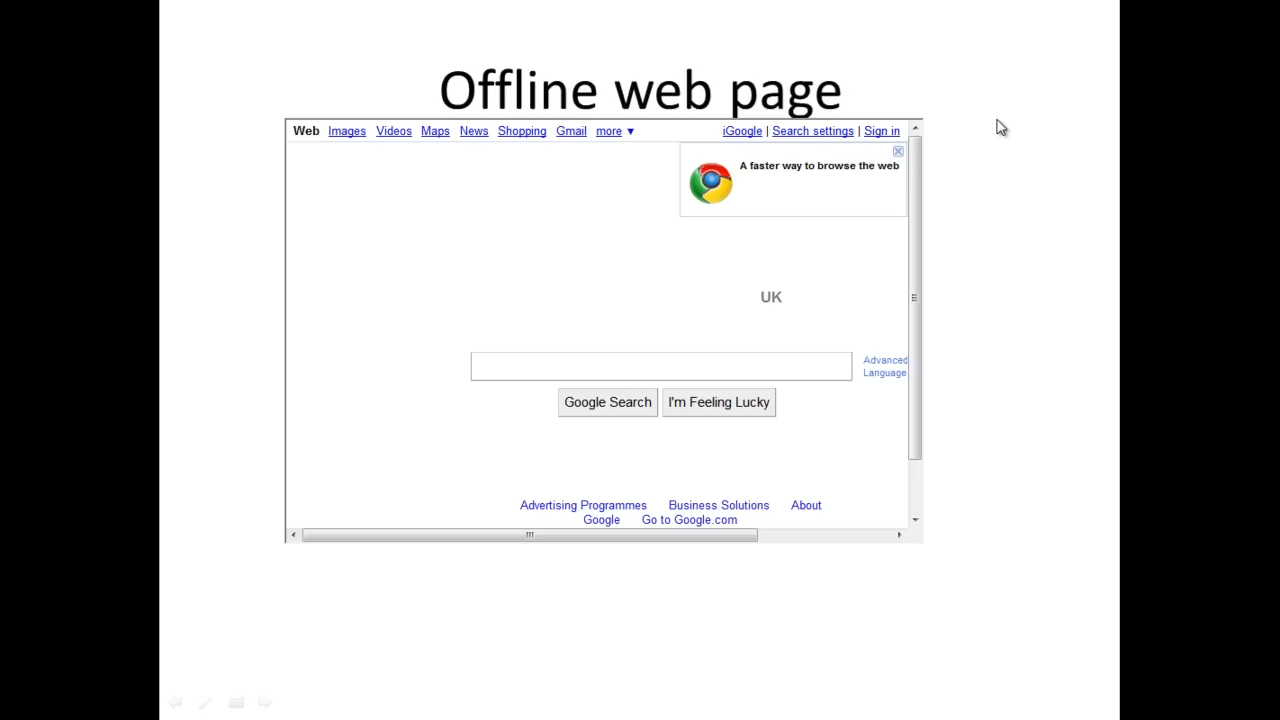 Offline web page
Web Images Videos Maps News Shopping Gmail more ▼ iGoogle | Search settings | Sign in
A faster way to browse the web
UK
Advanced
Language
Google Search I'm Feeling Lucky
Advertising Programmes Business Solutions About
Google Go to Google.com